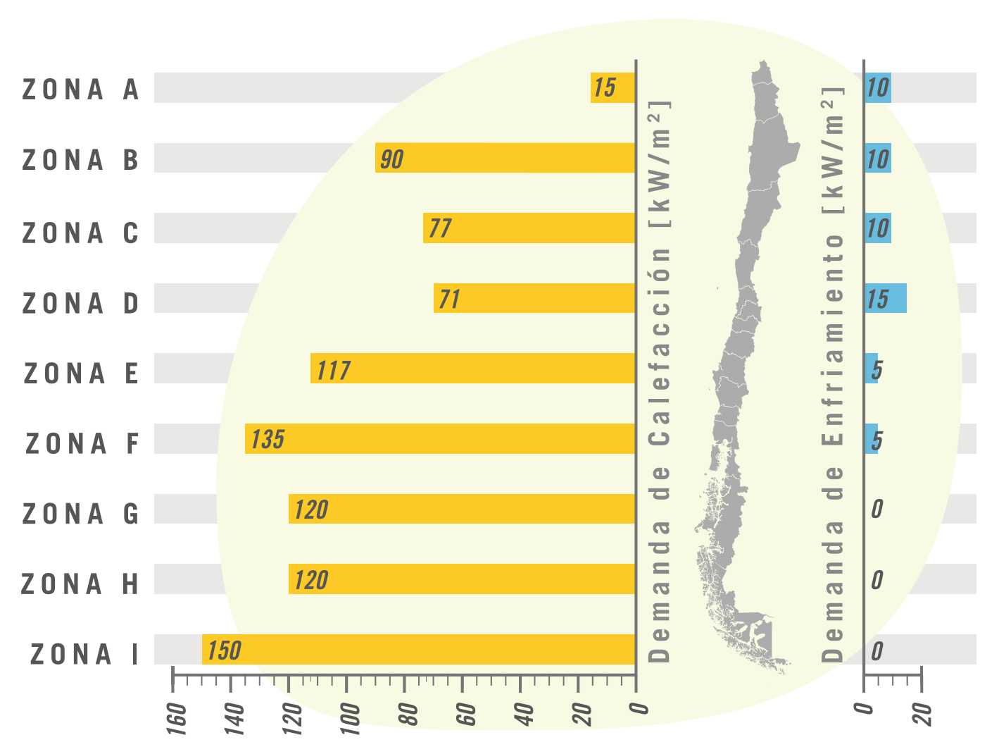 ZONA A
15
10
ZONA B
90
10
ZONA C
77
10
ZONA D
71
15
ZONA E
117
5
ZONA F
135
5
ZONA G
120
0
ZONA H
120
0
ZONA I
150
0
Demanda de Calefacción [kW/m²]
Demanda de Enfriamiento [kW/m²]
160 140 120 100 80 60 40 20 0
0 20